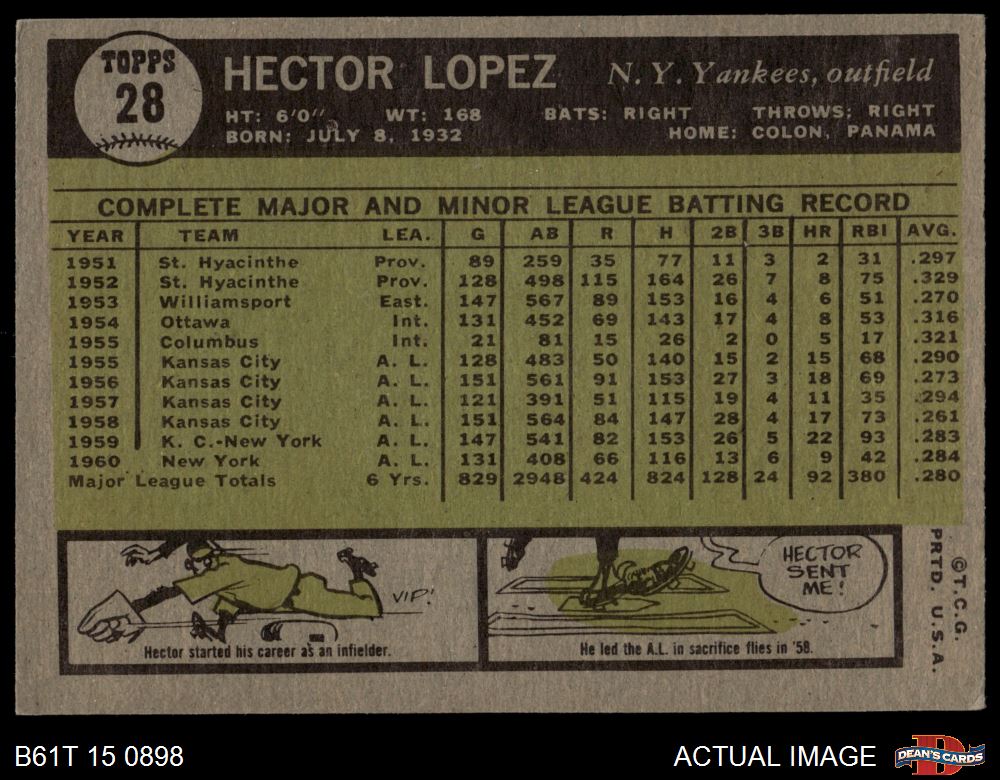 TOPPS
28
HECTOR LOPEZ
N. Y. Yankees, outfield
HT: 6'0" WT: 168 BATS: RIGHT THROWS: RIGHT
BORN: JULY 8, 1932 HOME: COLON, PANAMA
COMPLETE MAJOR AND MINOR LEAGUE BATTING RECORD
YEAR TEAM LEA. G AB R H 2B 3B HR RBI AVG.
1951 St. Hyacinthe Prov. 89 259 35 77 11 3 2 31 .297
1952 St. Hyacinthe Prov. 128 498 115 164 26 7 8 75 .329
1953 Williamsport East. 147 567 89 153 16 4 6 51 .270
1954 Ottawa Int. 131 452 69 143 17 4 8 53 .316
1955 Columbus Int. 21 81 15 26 2 0 5 17 .321
1955 Kansas City A. L. 128 483 50 140 15 2 15 68 .290
1956 Kansas City A. L. 151 561 91 153 27 3 18 69 .273
1957 Kansas City A. L. 121 391 51 115 19 4 11 35 .294
1958 Kansas City A. L. 151 564 84 147 28 4 17 73 .261
1959 K. C.-New York A. L. 147 541 82 153 26 5 22 93 .283
1960 New York A. L. 131 408 66 116 13 6 9 42 .284
Major League Totals 6 Yrs. 829 2948 424 824 128 24 92 380 .280
VIP!
Hector started his career as an infielder.
HECTOR
SENT
ME!
He led the A.L. in sacrifice flies in '58.
©T.C.G.
PRTD. U.S.A.
B61T 15 0898
ACTUAL IMAGE
DEAN'S CARDS